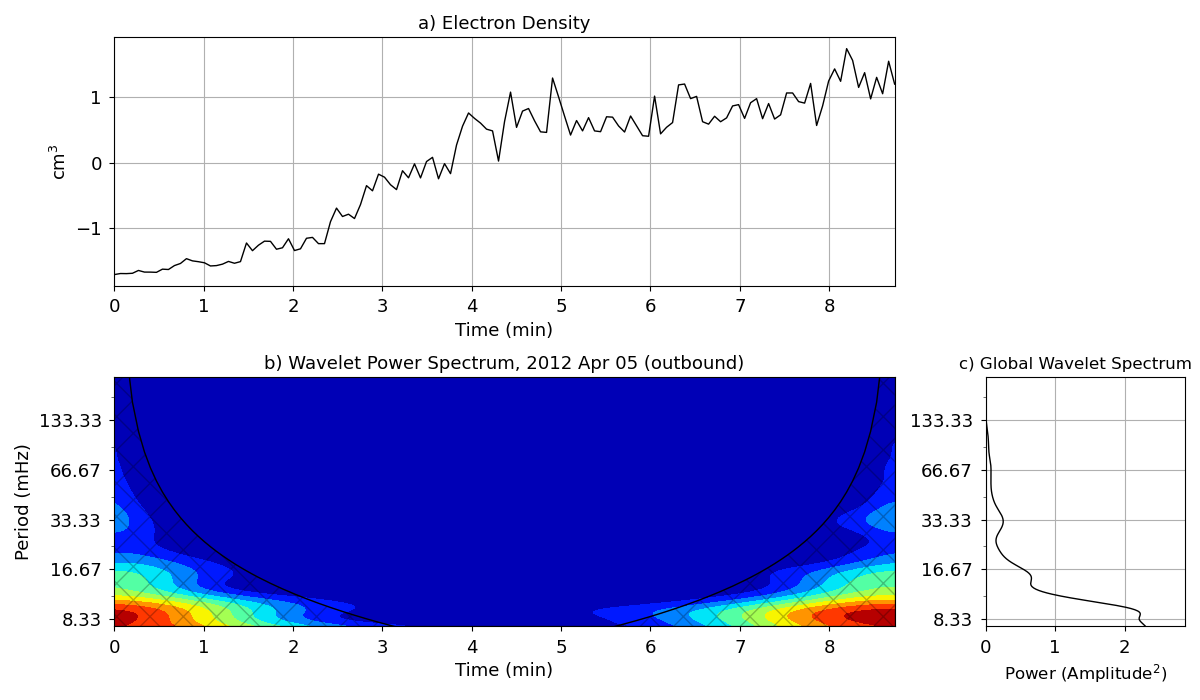 a) Electron Density
cm³
1
0
−1
0 1 2 3 4 5 6 7 8
Time (min)
b) Wavelet Power Spectrum, 2012 Apr 05 (outbound)
Period (mHz)
133.33
66.67
33.33
16.67
8.33
0 1 2 3 4 5 6 7 8
Time (min)
c) Global Wavelet Spectrum
133.33
66.67
33.33
16.67
8.33
0 1 2
Power (Amplitude²)